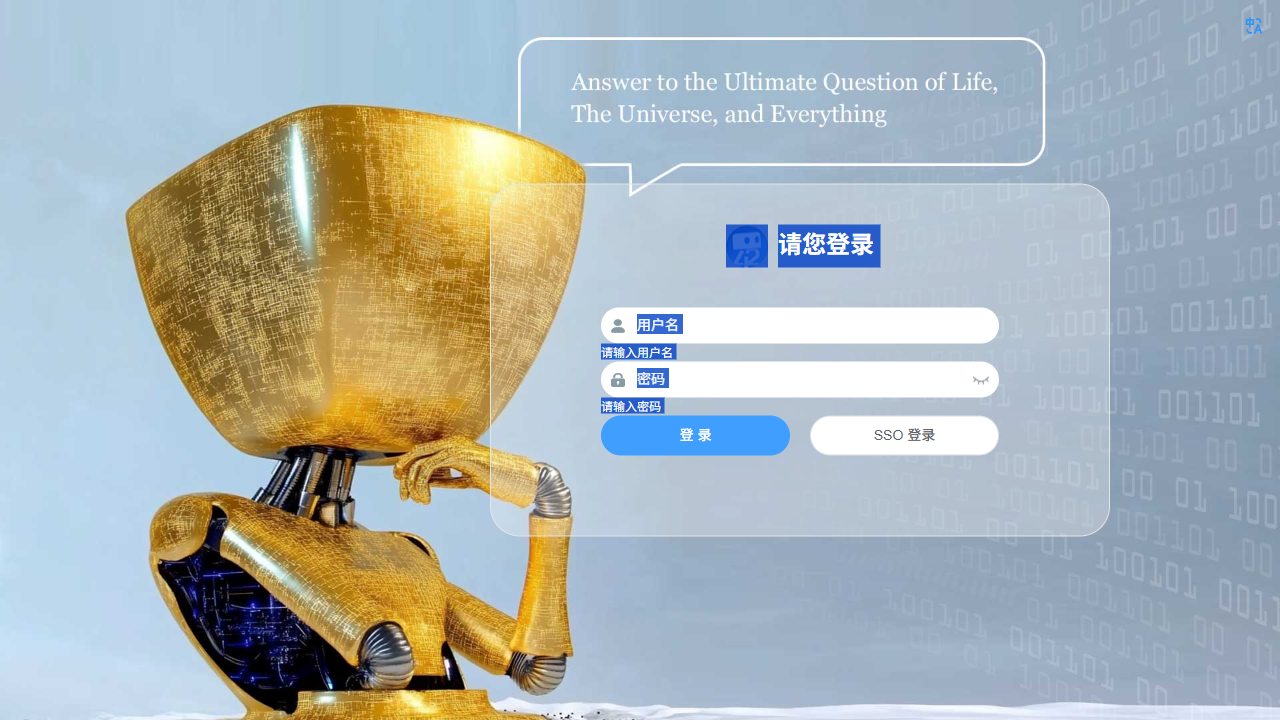 Answer to the Ultimate Question of Life,
The Universe, and Everything
请您登录
用户名
请输入用户名
密码
请输入密码
登 录
SSO 登录